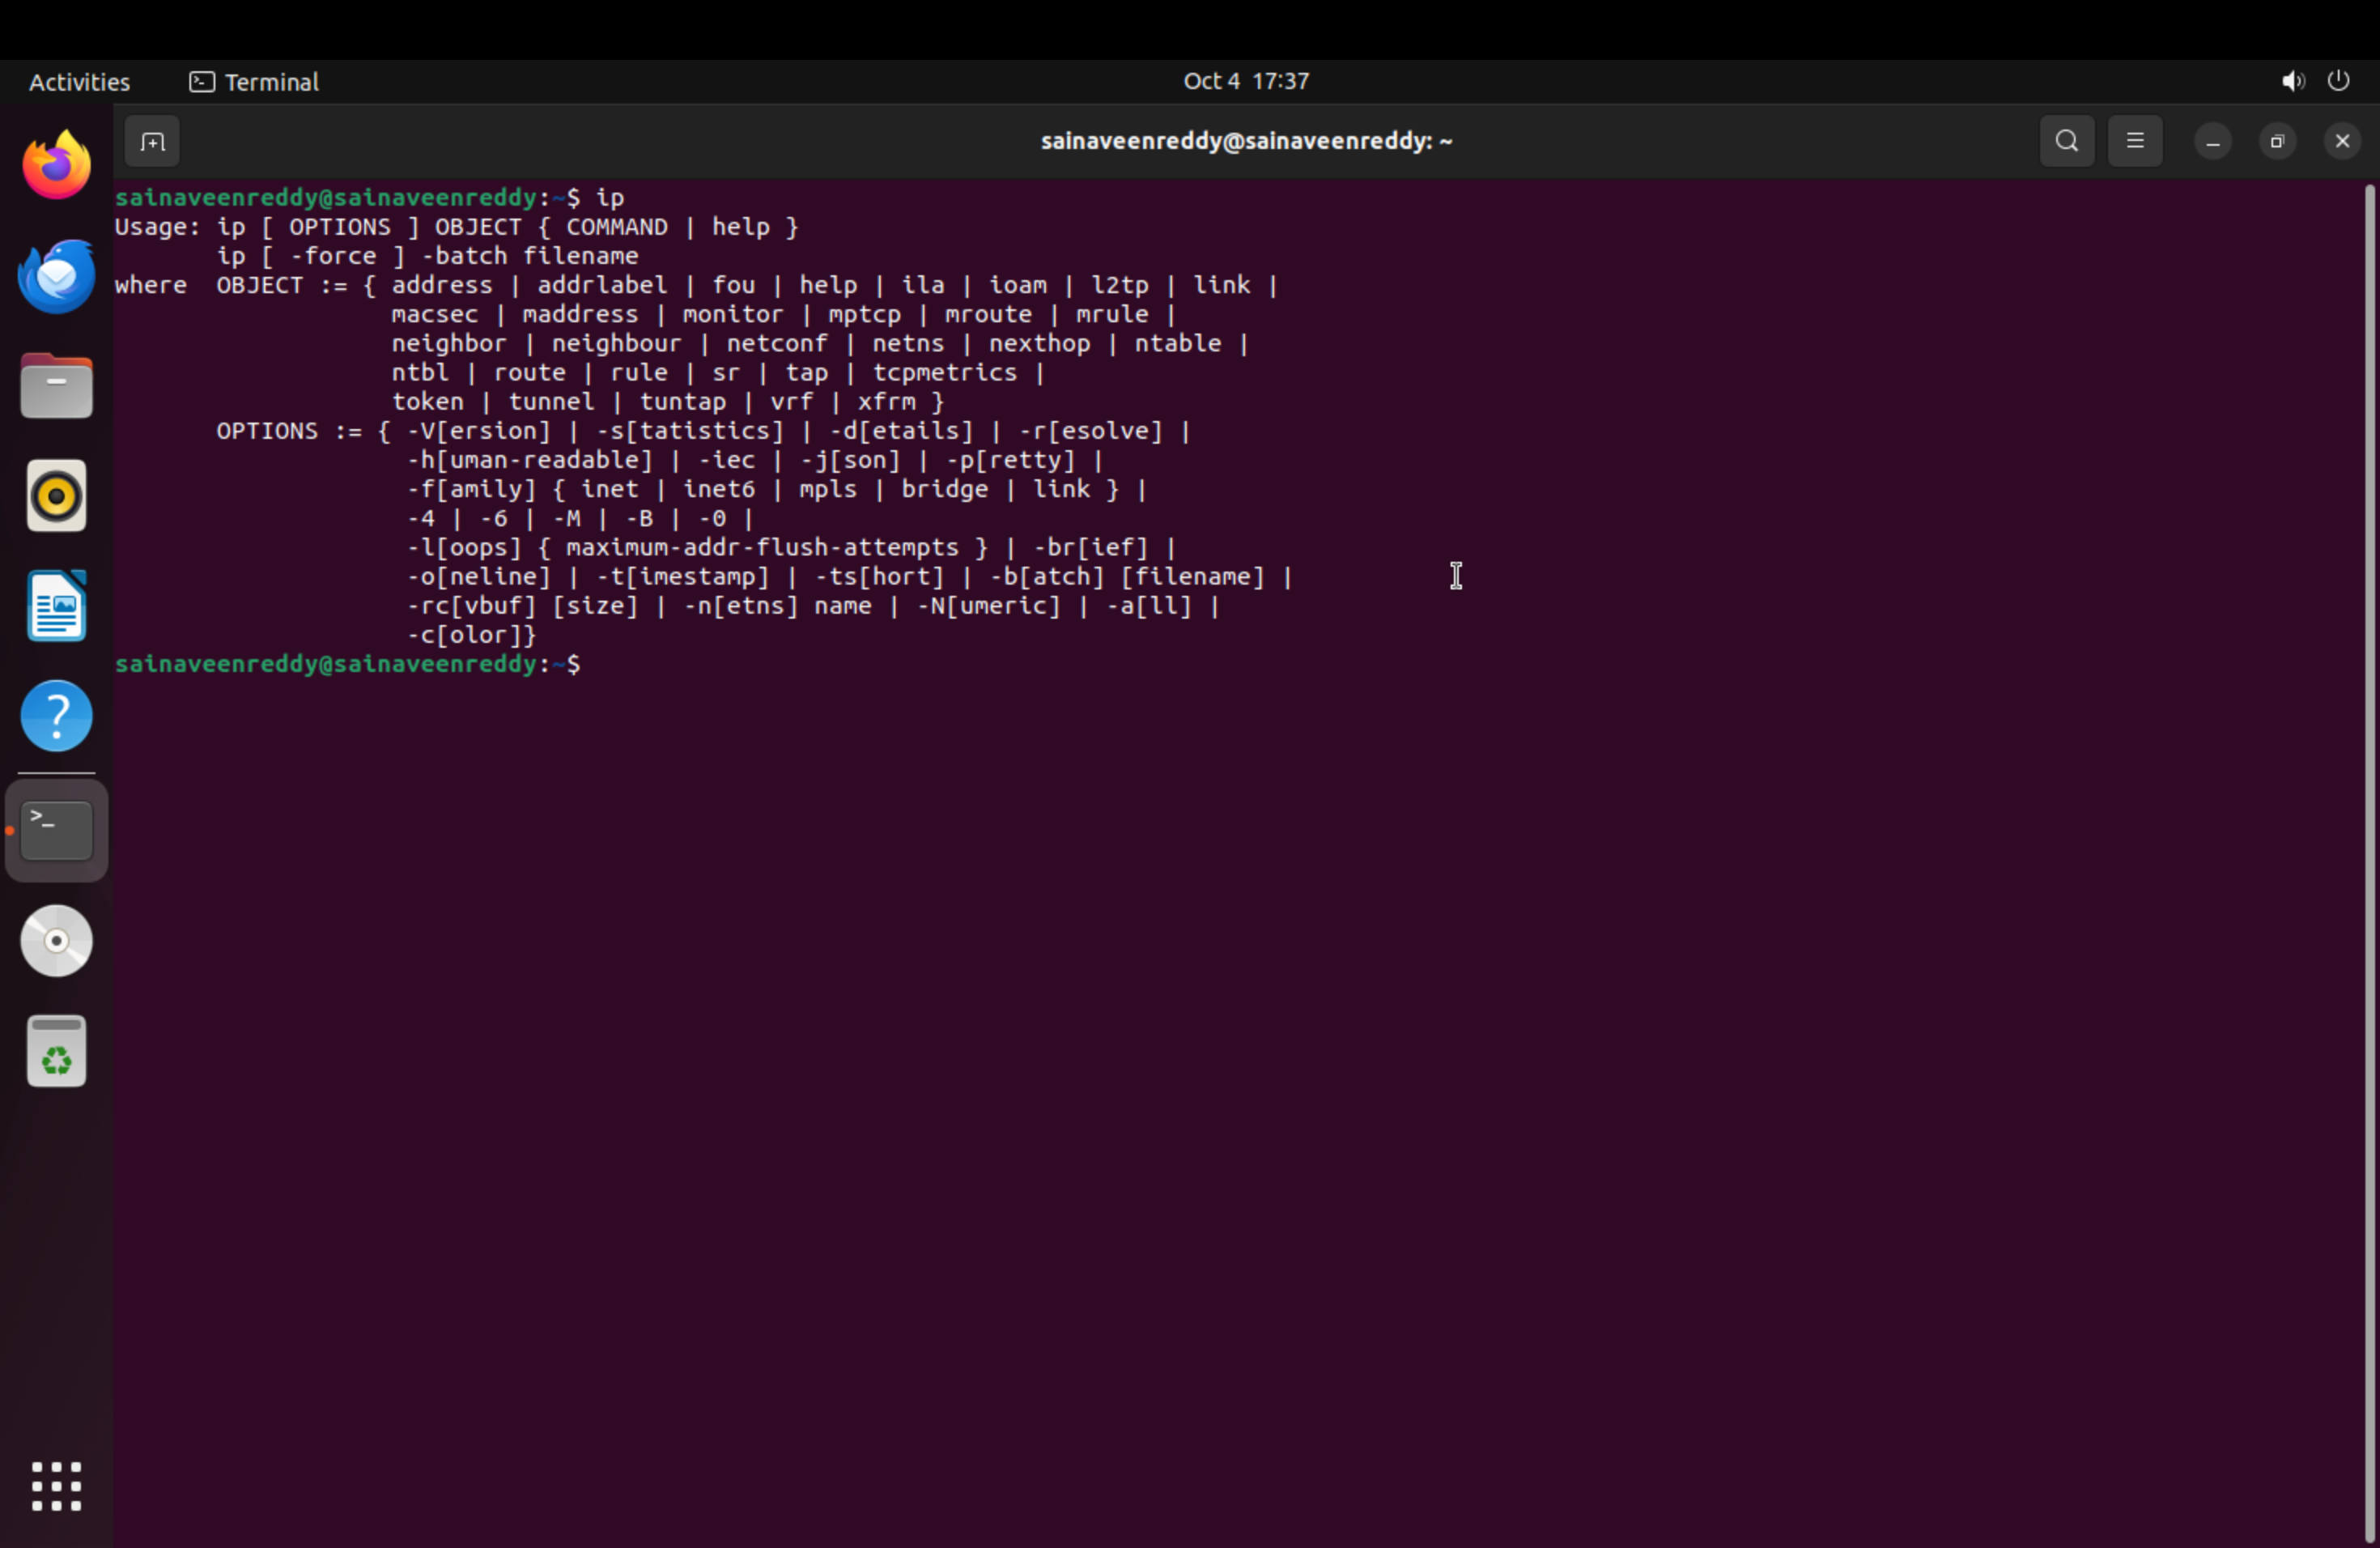 Activities Terminal Oct 4 17:37
sainaveenreddy@sainaveenreddy: ~
sainaveenreddy@sainaveenreddy:~$ ip
Usage: ip [ OPTIONS ] OBJECT { COMMAND | help }
       ip [ -force ] -batch filename
where  OBJECT := { address | addrlabel | fou | help | ila | ioam | l2tp | link |
                   macsec | maddress | monitor | mptcp | mroute | mrule |
                   neighbor | neighbour | netconf | netns | nexthop | ntable |
                   ntbl | route | rule | sr | tap | tcpmetrics |
                   token | tunnel | tuntap | vrf | xfrm }
       OPTIONS := { -V[ersion] | -s[tatistics] | -d[etails] | -r[esolve] |
                    -h[uman-readable] | -iec | -j[son] | -p[retty] |
                    -f[amily] { inet | inet6 | mpls | bridge | link } |
                    -4 | -6 | -M | -B | -0 |
                    -l[oops] { maximum-addr-flush-attempts } | -br[ief] |
                    -o[neline] | -t[imestamp] | -ts[hort] | -b[atch] [filename] |
                    -rc[vbuf] [size] | -n[etns] name | -N[umeric] | -a[ll] |
                    -c[olor]}
sainaveenreddy@sainaveenreddy:~$